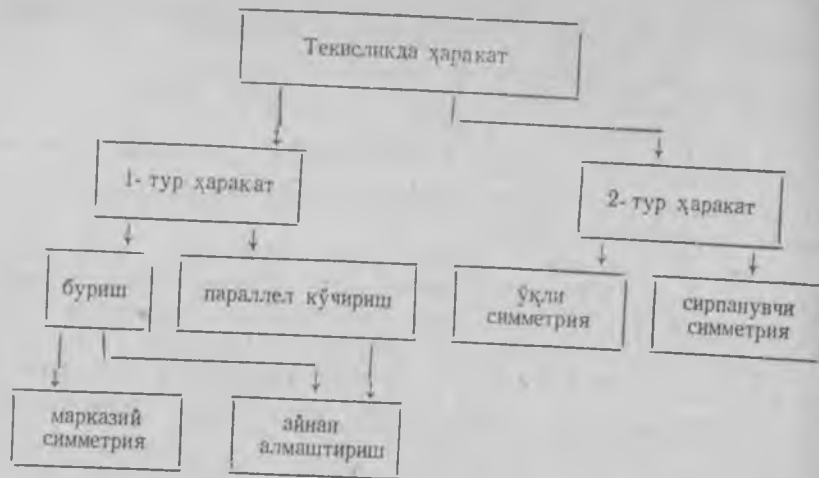 Текисликда ҳаракат
1- тур ҳаракат
2- тур ҳаракат
буриш
параллел кўчириш
ўқли
симметрия
сирпанувчи
симметрия
марказий
симметрия
айнан
алмаштириш